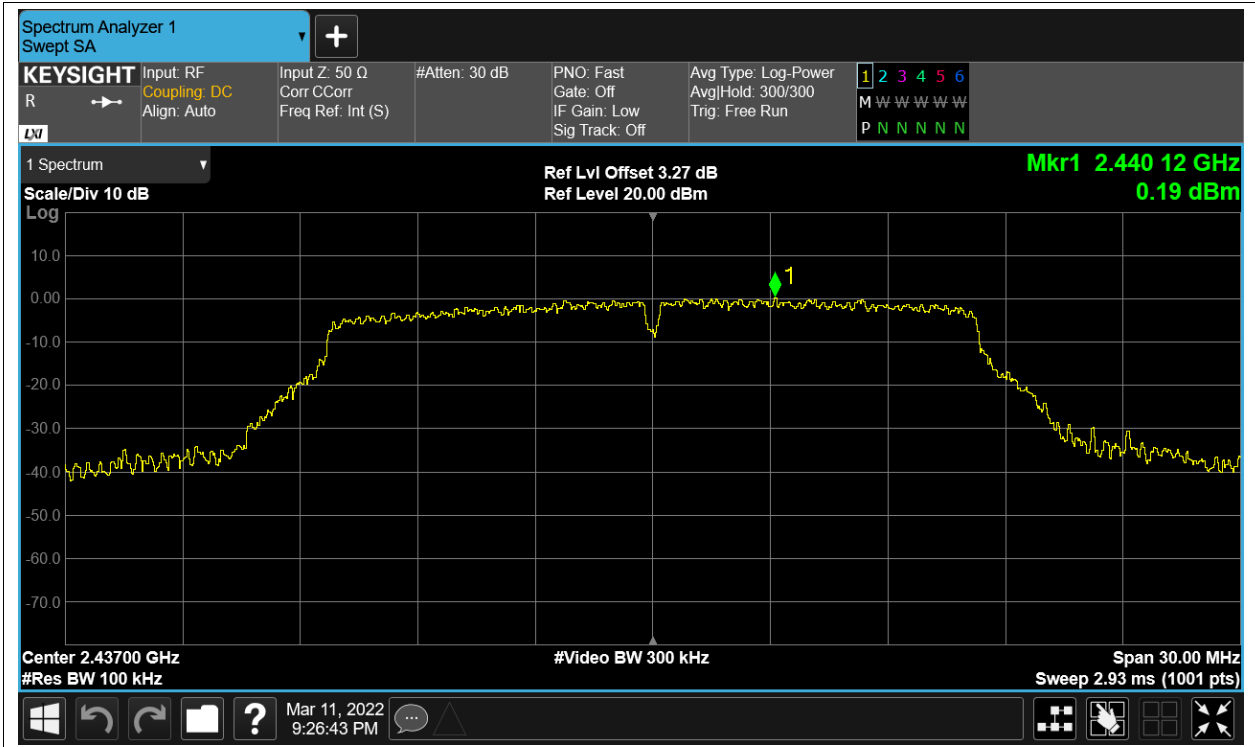 Spectrum Analyzer 1
Swept SA
KEYSIGHT
R
LXI
Input: RF
Coupling: DC
Align: Auto
Input Z: 50 Ω
Corr CCorr
Freq Ref: Int (S)
#Atten: 30 dB
PNO: Fast
Gate: Off
IF Gain: Low
Sig Track: Off
Avg Type: Log-Power
Avg|Hold: 300/300
Trig: Free Run
1 2 3 4 5 6
M W W W W W
P N N N N N
1 Spectrum
Scale/Div 10 dB
Log
Ref Lvl Offset 3.27 dB
Ref Level 20.00 dBm
Mkr1 2.440 12 GHz
0.19 dBm
1
10.0
0.00
-10.0
-20.0
-30.0
-40.0
-50.0
-60.0
-70.0
Center 2.43700 GHz
#Video BW 300 kHz
Span 30.00 MHz
#Res BW 100 kHz
Sweep 2.93 ms (1001 pts)
?
Mar 11, 2022
9:26:43 PM